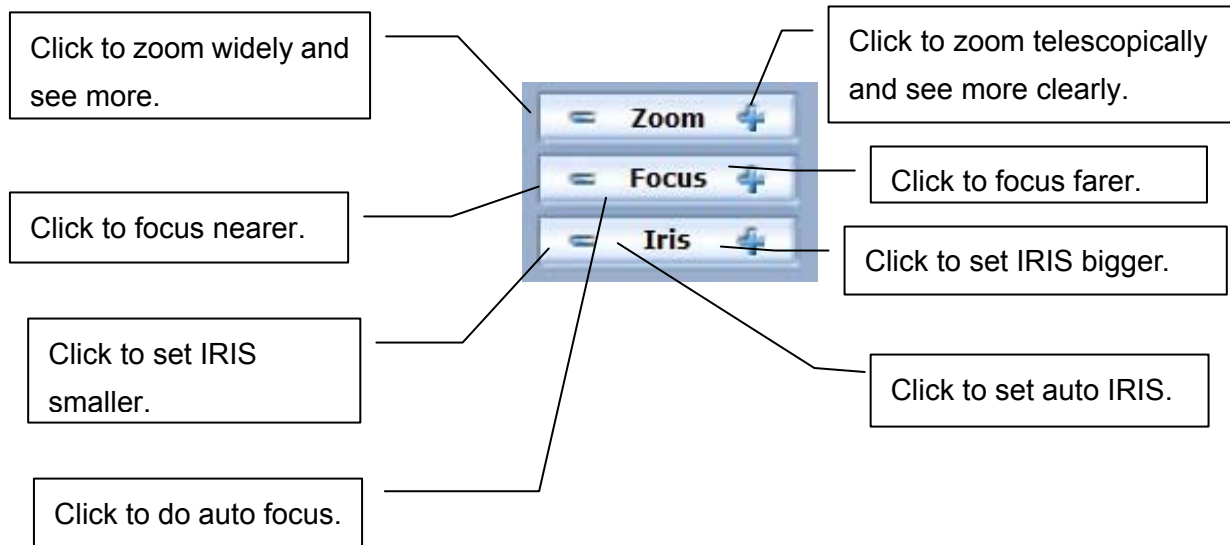 Click to zoom widely and
see more.
Click to zoom telescopically
and see more clearly.
Zoom
Focus
Iris
Click to focus farer.
Click to focus nearer.
Click to set IRIS bigger.
Click to set IRIS
smaller.
Click to set auto IRIS.
Click to do auto focus.